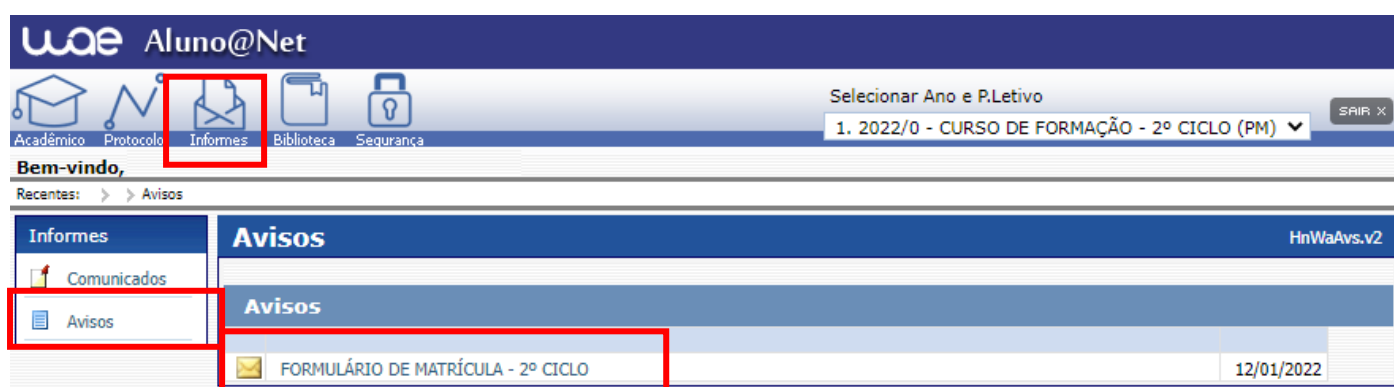 wae Aluno@Net
Selecionar Ano e P.Letivo
1. 2022/0 - CURSO DE FORMAÇÃO - 2º CICLO (PM)
SAIR X
Acadêmico Protocolo Informes Biblioteca Segurança
Bem-vindo,
Recentes: > > Avisos
Informes
Avisos HnWaAvs.v2
Comunicados
Avisos
Avisos
FORMULÁRIO DE MATRÍCULA - 2º CICLO 12/01/2022